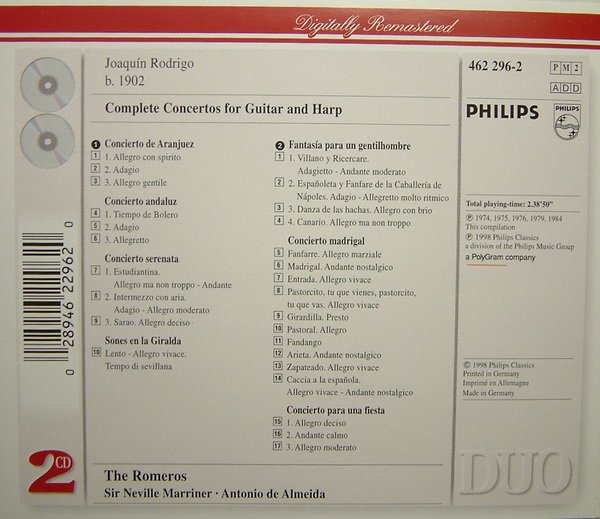 Digitally Remastered
Joaquín Rodrigo
b. 1902
Complete Concertos for Guitar and Harp
1 Concierto de Aranjuez
1 1. Allegro con spirito
2 2. Adagio
3 3. Allegro gentile
Concierto andaluz
4 1. Tiempo de Bolero
5 2. Adagio
6 3. Allegretto
Concierto serenata
7 1. Estudiantina.
Allegro ma non troppo - Andante
8 2. Intermezzo con aria.
Adagio - Allegro moderato
9 3. Sarao. Allegro deciso
Sones en la Giralda
10 Lento - Allegro vivace.
Tempo di sevillana
2 Fantasía para un gentilhombre
1 1. Villano y Ricercare.
Adagietto - Andante moderato
2 2. Españoleta y Fanfare de la Caballería de
Nápoles. Adagio - Allegretto molto ritmico
3 3. Danza de las hachas. Allegro con brio
4 4. Canario. Allegro ma non troppo
Concierto madrigal
5 Fanfarre. Allegro marziale
6 Madrigal. Andante nostalgico
7 Entrada. Allegro vivace
8 Pastorcito, tu que vienes, pastorcito,
tu que vas. Allegro vivace
9 Girardilla. Presto
10 Pastoral. Allegro
11 Fandango
12 Arieta. Andante nostalgico
13 Zapateado. Allegro vivace
14 Caccia a la española.
Allegro vivace - Andante nostalgico
Concierto para una fiesta
15 1. Allegro deciso
16 2. Andante calmo
17 3. Allegro moderato
The Romeros
Sir Neville Marriner · Antonio de Almeida
462 296-2
PM2
ADD
PHILIPS
PHILIPS
Total playing-time: 2.38'50"
℗ 1974, 1975, 1976, 1979, 1984
This compilation
℗ 1998 Philips Classics
a division of the Philips Music Group
a PolyGram company
© 1998 Philips Classics
Printed in Germany
Imprimé en Allemagne
Made in Germany
DUO
0 28946 22962 0
2 CD